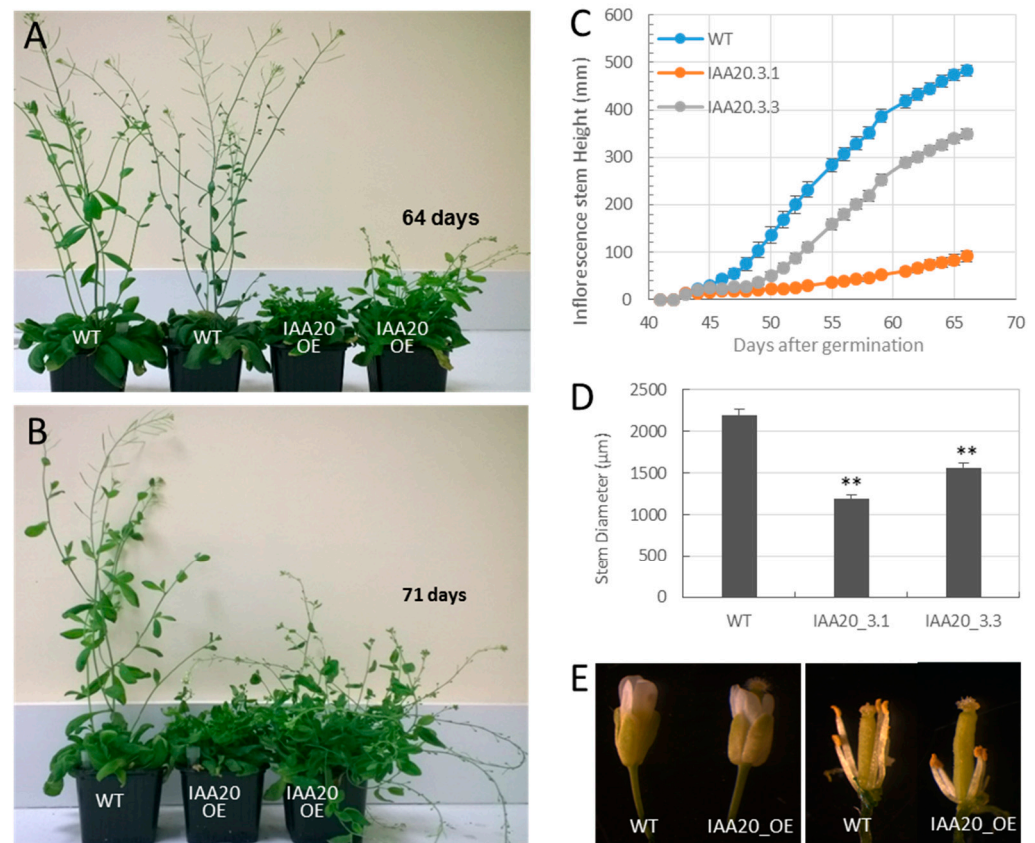 A
64 days
WT
WT
IAA20
OE
IAA20
OE
B
71 days
WT
IAA20
OE
IAA20
OE
C
Inflorescence stem Height (mm)
600
500
400
300
200
100
0
WT
IAA20.3.1
IAA20.3.3
40
45
50
55
60
65
70
Days after germination
D
Stem Diameter (µm)
2500
2000
1500
1000
500
0
**
**
WT
IAA20_3.1
IAA20_3.3
E
WT
IAA20_OE
WT
IAA20_OE